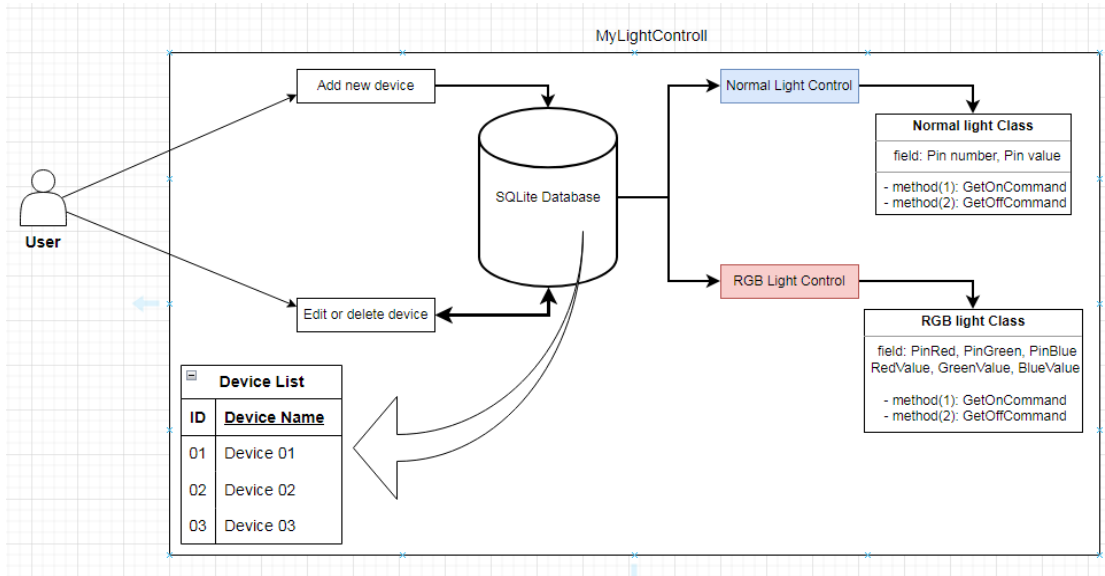 MyLightControll
Add new device
Normal Light Control
Normal light Class
field: Pin number, Pin value
- method(1): GetOnCommand
- method(2): GetOffCommand
SQLite Database
User
RGB Light Control
Edit or delete device
RGB light Class
field: PinRed, PinGreen, PinBlue
RedValue, GreenValue, BlueValue
- method(1): GetOnCommand
- method(2): GetOffCommand
Device List
ID Device Name
01 Device 01
02 Device 02
03 Device 03